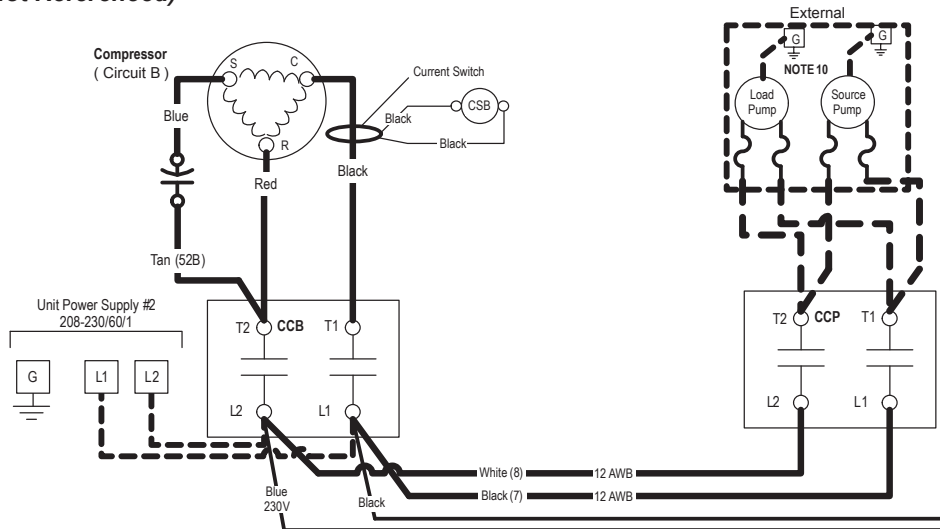 External
Compressor
( Circuit B )
S
C
R
Current Switch
CSB
Black
Black
Blue
Red
Black
Tan (52B)
G
G
NOTE 10
Load
Pump
Source
Pump
Unit Power Supply #2
208-230/60/1
G
L1
L2
T2
CCB
T1
L2
L1
T2
CCP
T1
L2
L1
White (8)
12 AWB
Black (7)
12 AWB
Blue
230V
Black